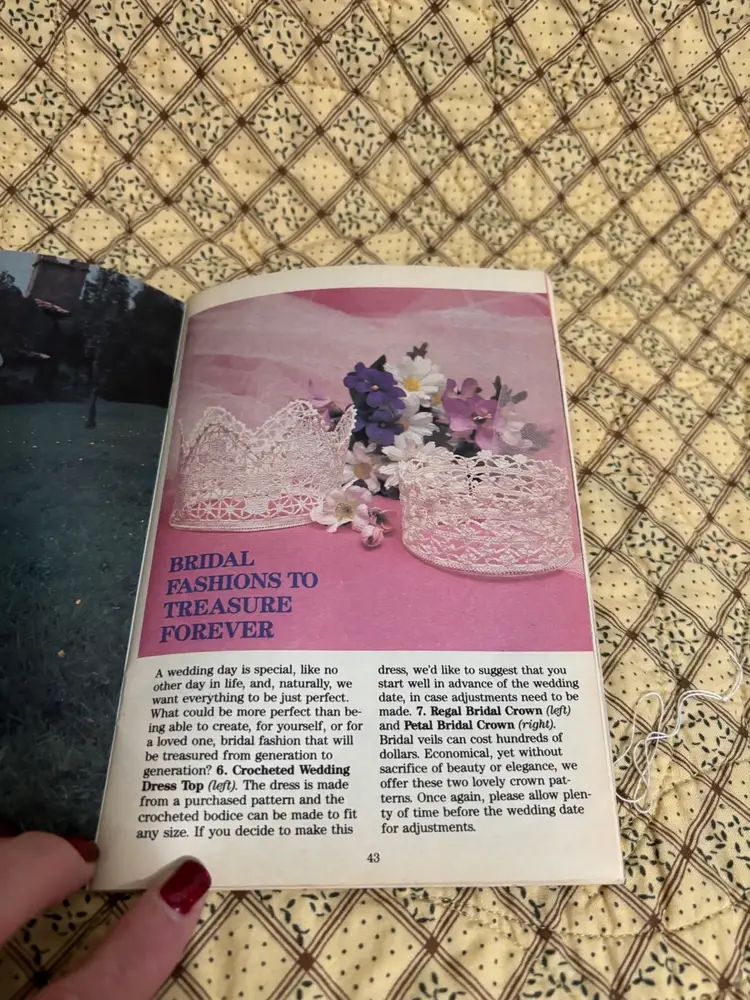 BRIDAL
FASHIONS TO
TREASURE
FOREVER
A wedding day is special, like no
other day in life, and, naturally, we
want everything to be just perfect.
What could be more perfect than be-
ing able to create, for yourself, or for
a loved one, bridal fashion that will
be treasured from generation to
generation? 6. Crocheted Wedding
Dress Top (left). The dress is made
from a purchased pattern and the
crocheted bodice can be made to fit
any size. If you decide to make this
dress, we'd like to suggest that you
start well in advance of the wedding
date, in case adjustments need to be
made. 7. Regal Bridal Crown (left)
and Petal Bridal Crown (right).
Bridal veils can cost hundreds of
dollars. Economical, yet without
sacrifice of beauty or elegance, we
offer these two lovely crown pat-
terns. Once again, please allow plen-
ty of time before the wedding date
for adjustments.
43